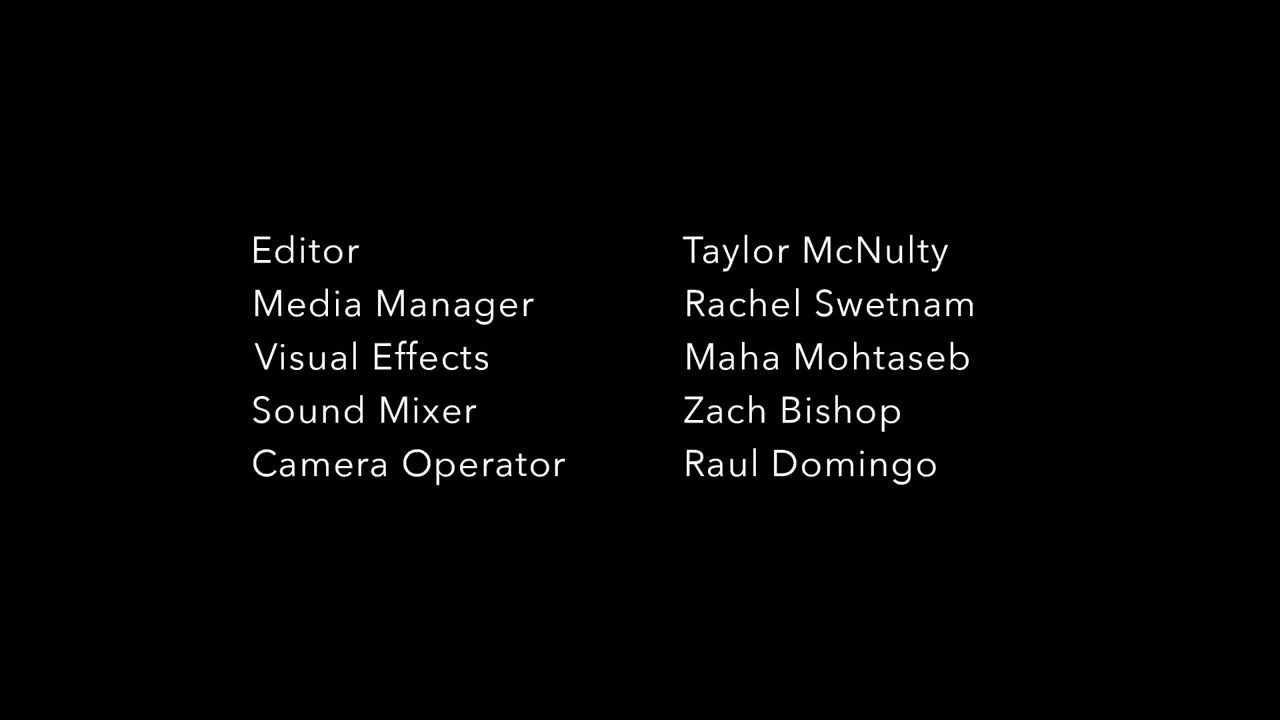 Editor Taylor McNulty
Media Manager Rachel Swetnam
Visual Effects Maha Mohtaseb
Sound Mixer Zach Bishop
Camera Operator Raul Domingo